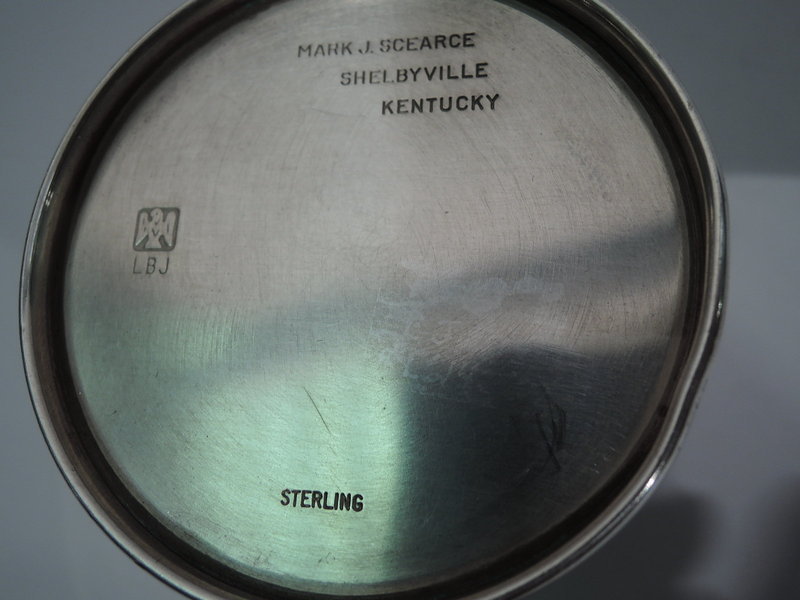 MARK J. SCEARCE
SHELBYVILLE
KENTUCKY
LBJ
STERLING